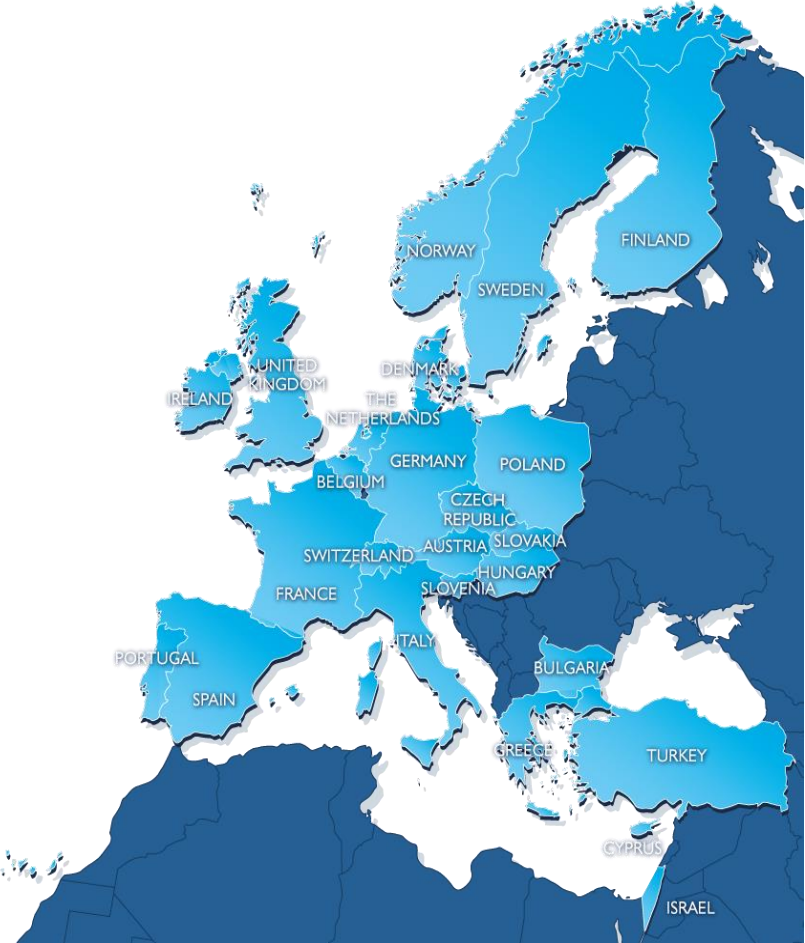 NORWAY
FINLAND
SWEDEN
UNITED
KINGDOM
DENMARK
IRELAND
THE
NETHERLANDS
GERMANY
POLAND
BELGIUM
CZECH
REPUBLIC
SLOVAKIA
AUSTRIA
SWITZERLAND
HUNGARY
SLOVENIA
FRANCE
ITALY
PORTUGAL
BULGARIA
SPAIN
GREECE
TURKEY
CYPRUS
ISRAEL